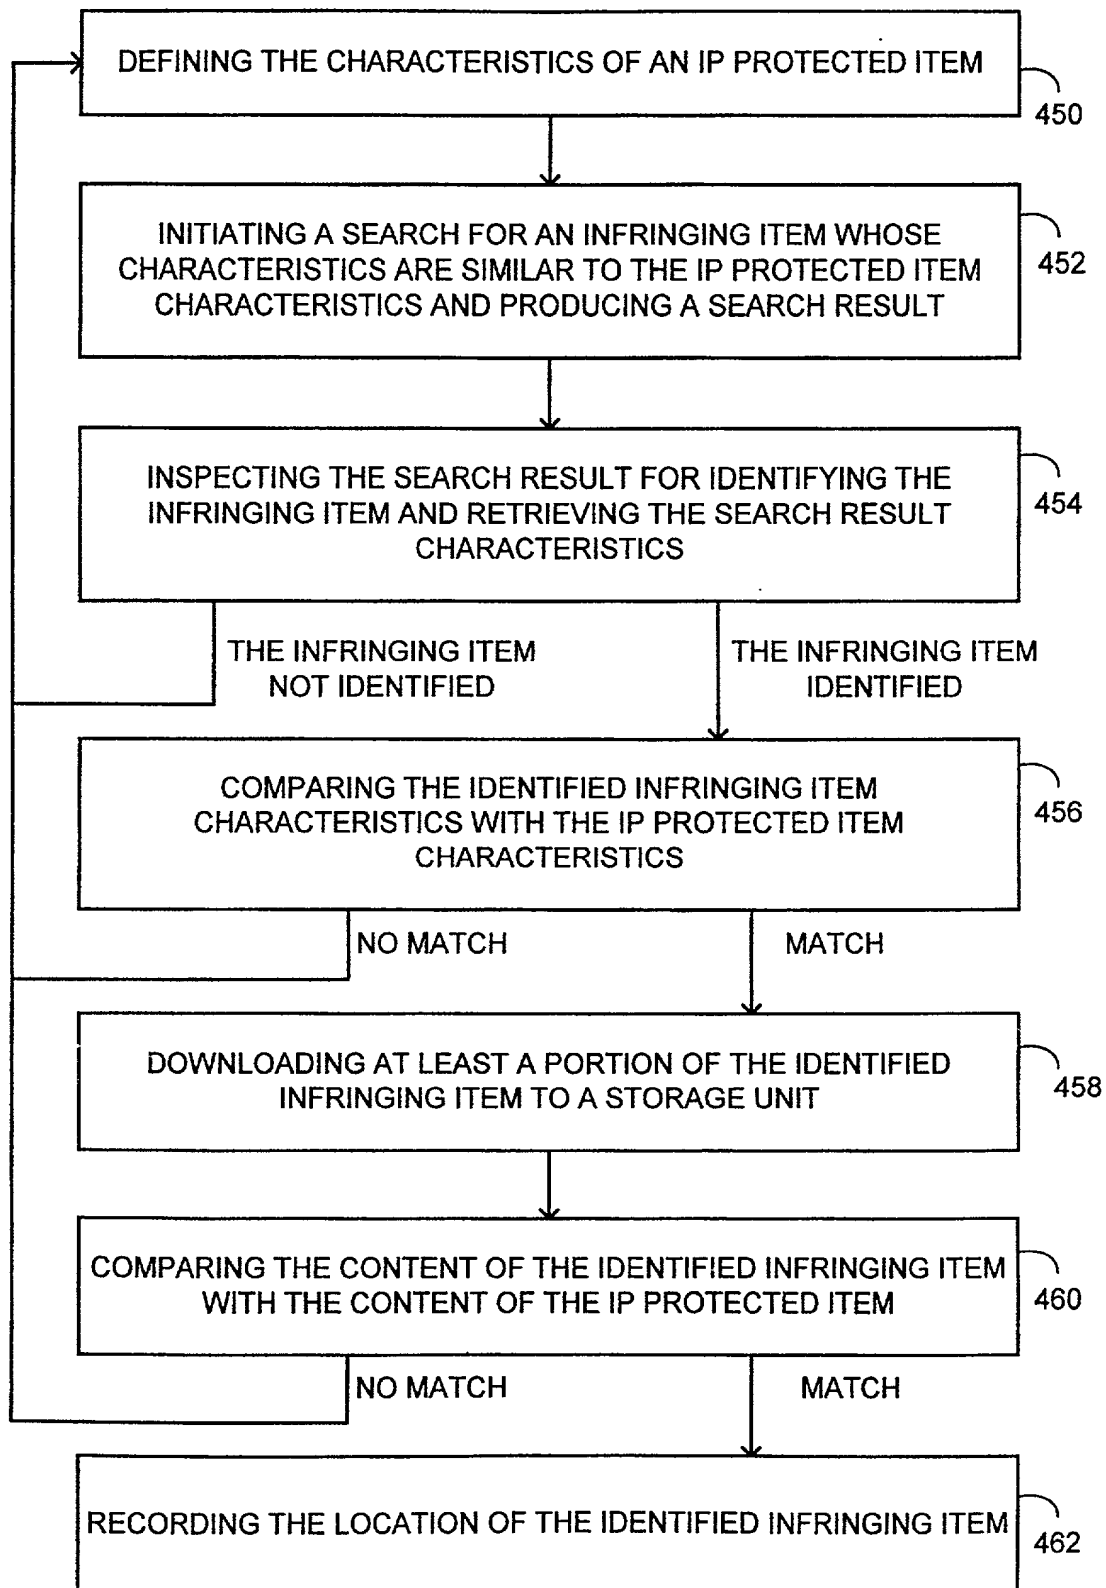 DEFINING THE CHARACTERISTICS OF AN IP PROTECTED ITEM
450
INITIATING A SEARCH FOR AN INFRINGING ITEM WHOSE
CHARACTERISTICS ARE SIMILAR TO THE IP PROTECTED ITEM
CHARACTERISTICS AND PRODUCING A SEARCH RESULT
452
INSPECTING THE SEARCH RESULT FOR IDENTIFYING THE
INFRINGING ITEM AND RETRIEVING THE SEARCH RESULT
CHARACTERISTICS
454
THE INFRINGING ITEM
NOT IDENTIFIED
THE INFRINGING ITEM
IDENTIFIED
COMPARING THE IDENTIFIED INFRINGING ITEM
CHARACTERISTICS WITH THE IP PROTECTED ITEM
CHARACTERISTICS
456
NO MATCH
MATCH
DOWNLOADING AT LEAST A PORTION OF THE IDENTIFIED
INFRINGING ITEM TO A STORAGE UNIT
458
COMPARING THE CONTENT OF THE IDENTIFIED INFRINGING ITEM
WITH THE CONTENT OF THE IP PROTECTED ITEM
460
NO MATCH
MATCH
RECORDING THE LOCATION OF THE IDENTIFIED INFRINGING ITEM
462